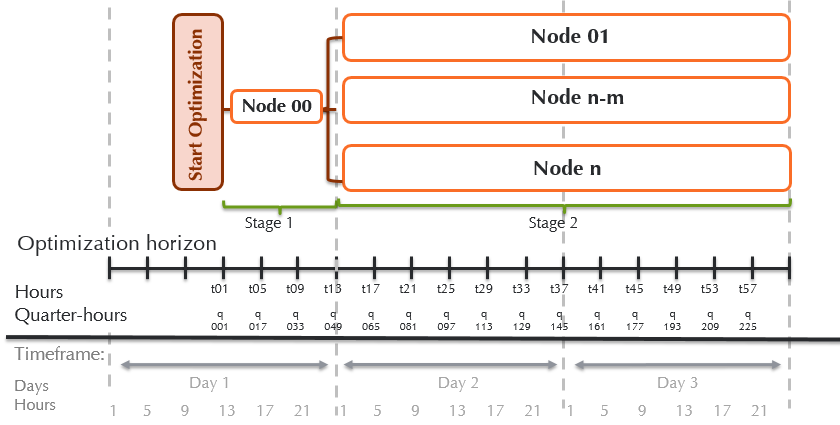 Start Optimization
Node 00
Node 01
Node n-m
Node n
Stage 1
Stage 2
Optimization horizon
Hours
t01 t05 t09 t13 t17 t21 t25 t29 t33 t37 t41 t45 t49 t53 t57
Quarter-hours
q q q q q q q q q q q q q q q
001 017 033 049 065 081 097 113 129 145 161 177 193 209 225
Timeframe:
Days
Day 1 Day 2 Day 3
Hours
1 5 9 13 17 21 1 5 9 13 17 21 1 5 9 13 17 21